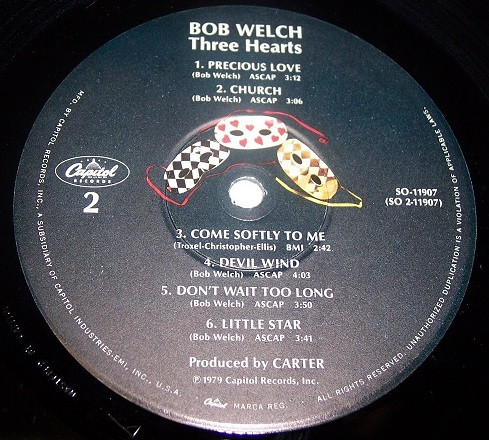 BOB WELCH
Three Hearts
1. PRECIOUS LOVE
(Bob Welch) ASCAP 3:12
2. CHURCH
(Bob Welch) ASCAP 3:06
Capitol
RECORDS
2
SO-11907
(SO 2-11907)
3. COME SOFTLY TO ME
(Troxel-Christopher-Ellis) BMI 2:42
4. DEVIL WIND
(Bob Welch) ASCAP 4:03
5. DON'T WAIT TOO LONG
(Bob Welch) ASCAP 3:50
6. LITTLE STAR
(Bob Welch) ASCAP 3:41
Produced by CARTER
Ⓟ1979 Capitol Records, Inc.
MFD. BY CAPITOL RECORDS, INC., A SUBSIDIARY OF CAPITOL INDUSTRIES-EMI, INC., U.S.A.
Capitol MARCA REG.
ALL RIGHTS RESERVED. UNAUTHORIZED DUPLICATION IS A VIOLATION OF APPLICABLE LAWS.